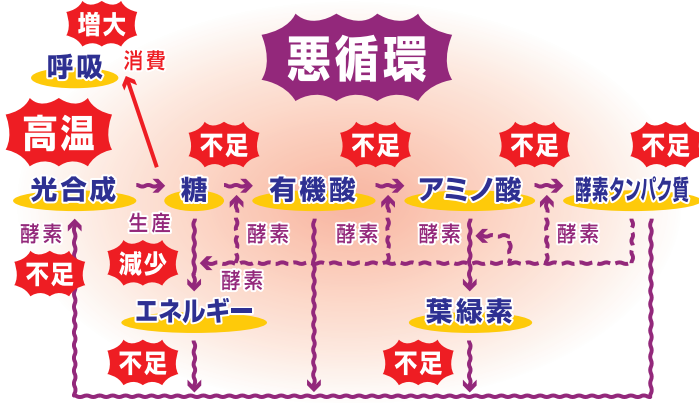 増大
呼吸
消費
悪循環
高温
不足
不足
不足
不足
光合成
糖
有機酸
アミノ酸
酵素タンパク質
生産
酵素
酵素
酵素
酵素
酵素
減少
不足
酵素
エネルギー
葉緑素
不足
不足